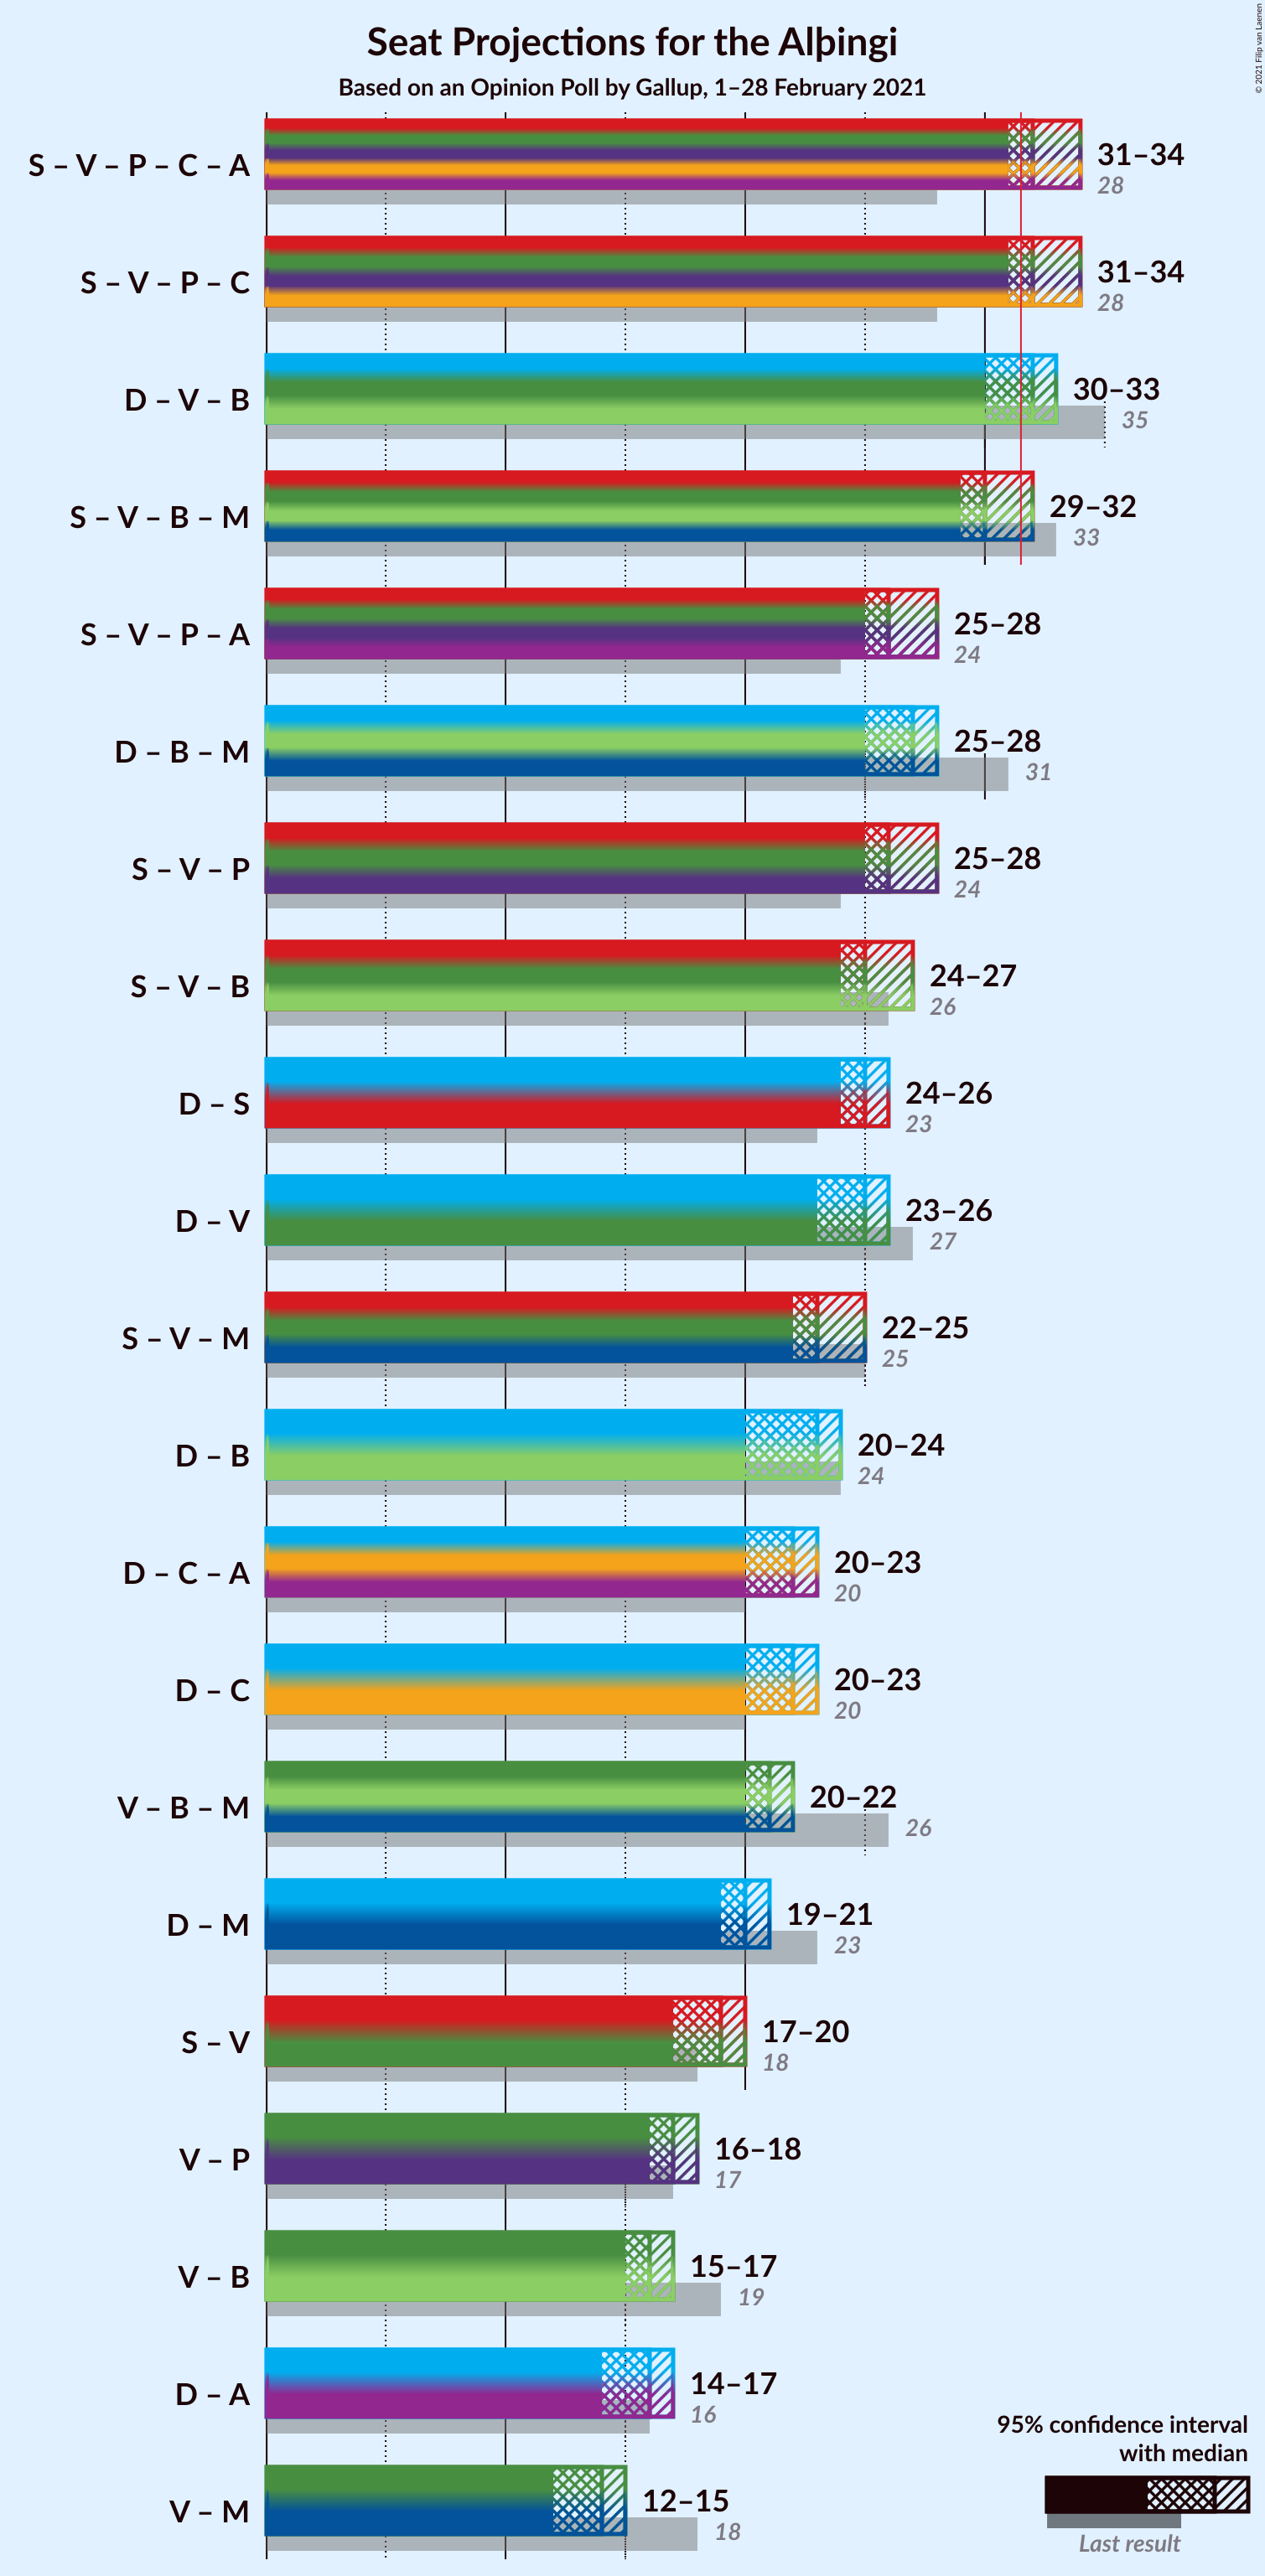 Seat Projections for the Alþingi
Based on an Opinion Poll by Gallup, 1–28 February 2021
© 2021 Filip van Laenen
S – V – P – C – A
31–34
28
S – V – P – C
31–34
28
D – V – B
30–33
35
S – V – B – M
29–32
33
S – V – P – A
25–28
24
D – B – M
25–28
31
S – V – P
25–28
24
S – V – B
24–27
26
D – S
24–26
23
D – V
23–26
27
S – V – M
22–25
25
D – B
20–24
24
D – C – A
20–23
20
D – C
20–23
20
V – B – M
20–22
26
D – M
19–21
23
S – V
17–20
18
V – P
16–18
17
V – B
15–17
19
D – A
14–17
16
V – M
12–15
18
95% confidence interval
with median
Last result